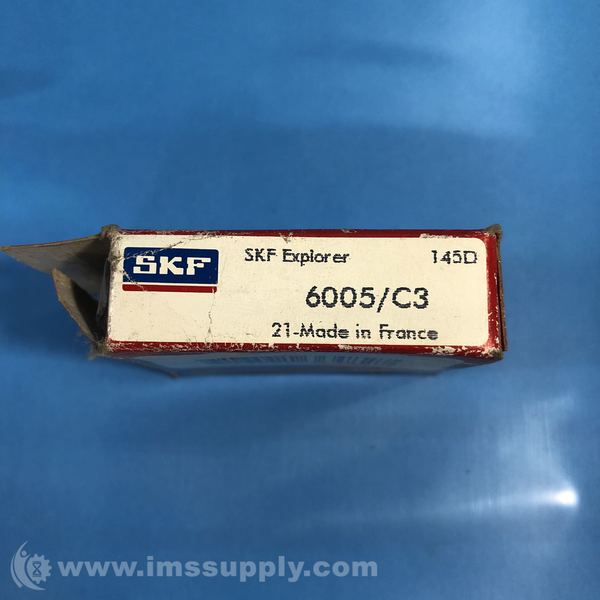 SKF
SKF Explorer 145D
6005/C3
21-Made in France
www.imssupply.com